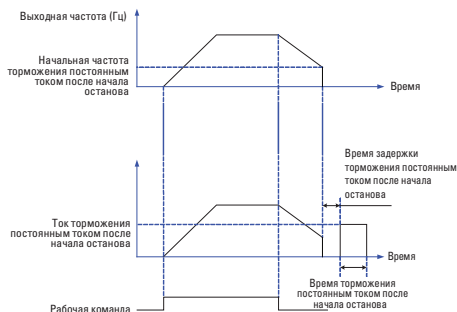 Выходная частота (Гц)
Начальная частота
торможения постоянным
током после начала
останова
Время
Время задержки
торможения постоянным
током после начала
останова
Ток торможения
постоянным током после
начала останова
Время
Время торможения
постоянным током после
начала останова
Рабочая команда